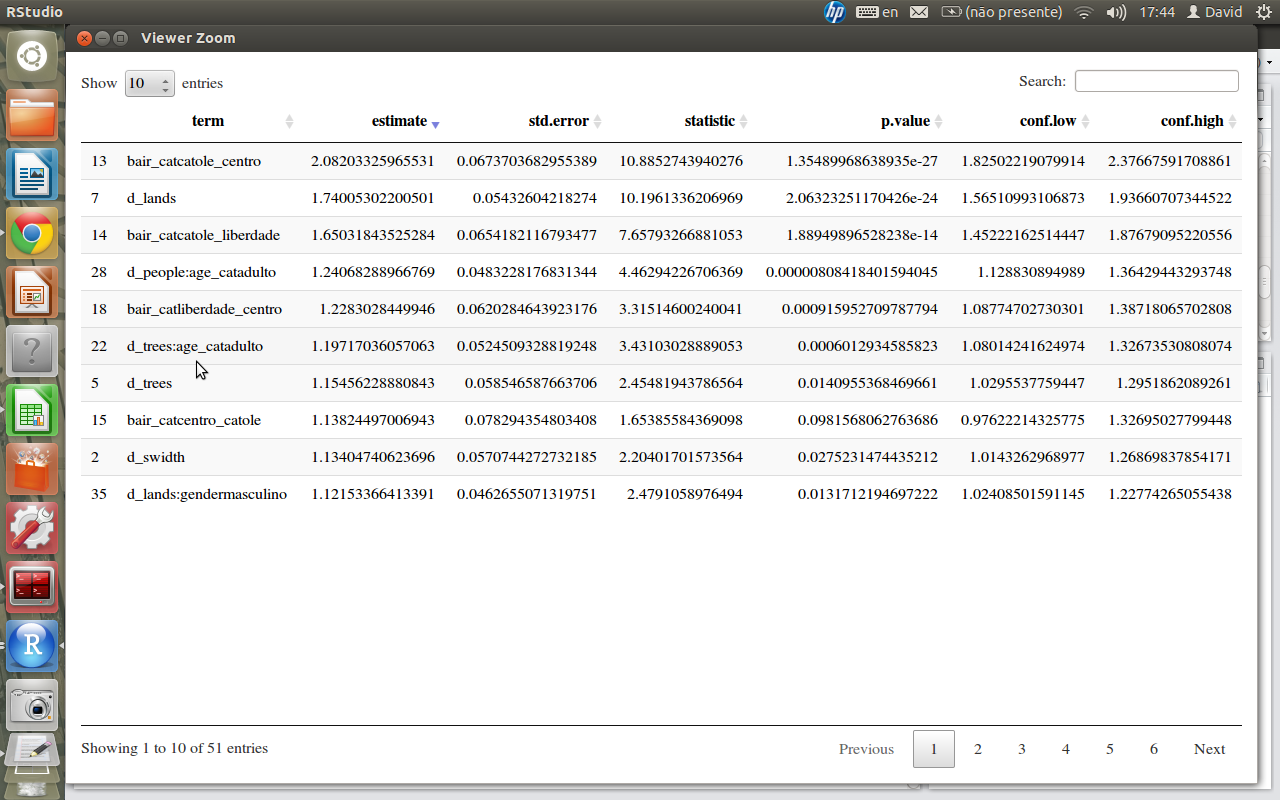 RStudio hp en (não presente) 17:44 David
Viewer Zoom
Show 10 entries Search:
term estimate std.error statistic p.value conf.low conf.high
13 bair_catcatole_centro 2.08203325965531 0.0673703682955389 10.8852743940276 1.35489968638935e-27 1.82502219079914 2.37667591708861
7 d_lands 1.74005302200501 0.05432604218274 10.1961336206969 2.06323251170426e-24 1.56510993106873 1.93660707344522
14 bair_catcatole_liberdade 1.65031843525284 0.0654182116793477 7.65793266881053 1.88949896528238e-14 1.45222162514447 1.87679095220556
28 d_people:age_catadulto 1.24068288966769 0.0483228176831344 4.46294226706369 0.00000808418401594045 1.128830894989 1.36429443293748
18 bair_catliberdade_centro 1.2283028449946 0.0620284643923176 3.31514600240041 0.000915952709787794 1.08774702730301 1.38718065702808
22 d_trees:age_catadulto 1.19717036057063 0.0524509332819248 3.43103028889053 0.0006012934585823 1.08014241624974 1.32673530808074
5 d_trees 1.15456228880843 0.058546587663706 2.45481943786564 0.0140955368469661 1.0295537759447 1.2951862089261
15 bair_catcentro_catole 1.13824497006943 0.078294354803408 1.65385584369098 0.0981568062763686 0.97622214325775 1.32695027799448
2 d_swidth 1.13404740623696 0.0570744272732185 2.20401701573564 0.0275231474435212 1.0143262968977 1.26869837854171
35 d_lands:gendermasculino 1.12153366413391 0.0462655071319751 2.4791058976494 0.0131712194697222 1.02408501591145 1.22774265055438
Showing 1 to 10 of 51 entries Previous 1 2 3 4 5 6 Next